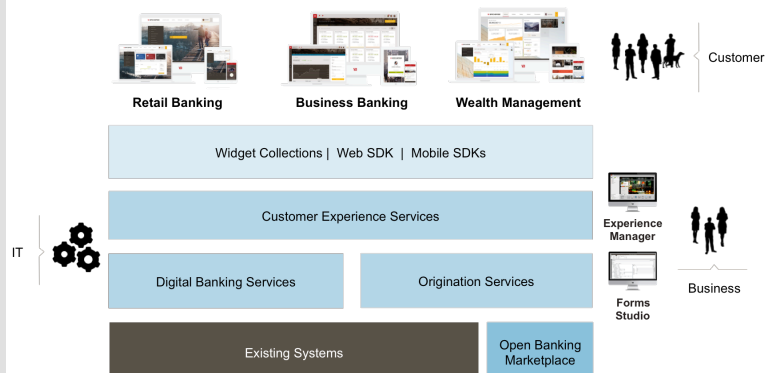 Customer
Retail Banking
Business Banking
Wealth Management
Widget Collections | Web SDK | Mobile SDKs
Customer Experience Services
Experience
Manager
IT
Digital Banking Services
Origination Services
Business
Forms
Studio
Existing Systems
Open Banking
Marketplace